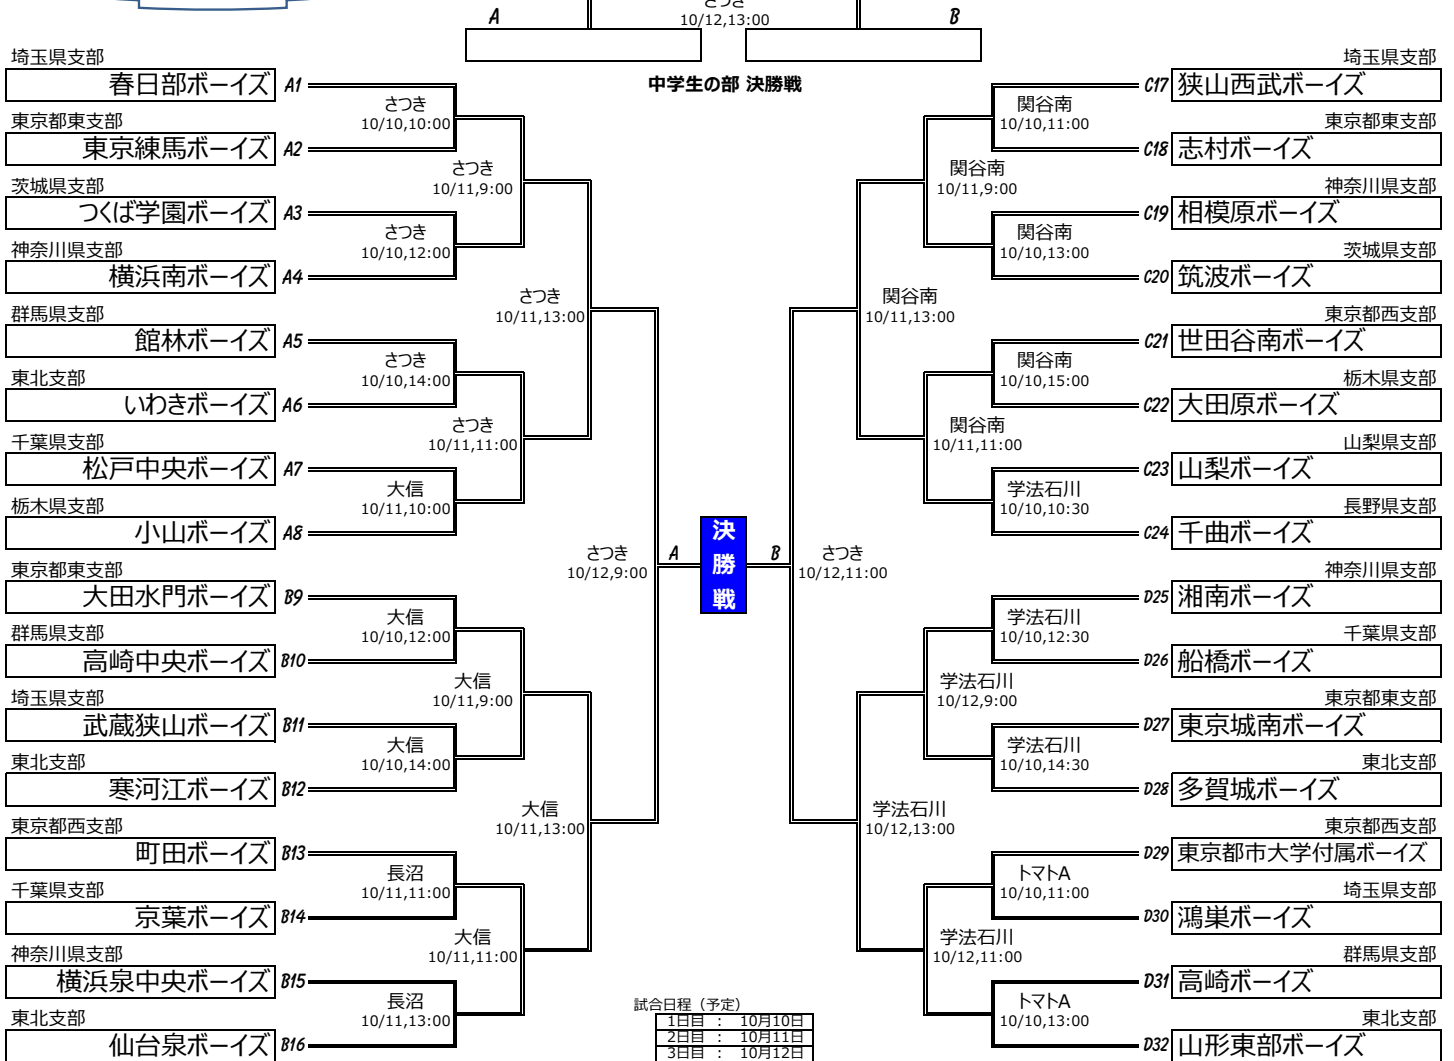 A
さつき
10/12,13:00
B
中学生の部 決勝戦
埼玉県支部
春日部ボーイズ A1
東京都東支部
東京練馬ボーイズ A2
茨城県支部
つくば学園ボーイズ A3
神奈川県支部
横浜南ボーイズ A4
群馬県支部
館林ボーイズ A5
東北支部
いわきボーイズ A6
千葉県支部
松戸中央ボーイズ A7
栃木県支部
小山ボーイズ A8
東京都東支部
大田水門ボーイズ B9
群馬県支部
高崎中央ボーイズ B10
埼玉県支部
武蔵狭山ボーイズ B11
東北支部
寒河江ボーイズ B12
東京都西支部
町田ボーイズ B13
千葉県支部
京葉ボーイズ B14
神奈川県支部
横浜泉中央ボーイズ B15
東北支部
仙台泉ボーイズ B16
さつき
10/10,10:00
さつき
10/10,12:00
さつき
10/10,14:00
大信
10/11,10:00
大信
10/10,12:00
大信
10/10,14:00
長沼
10/11,11:00
長沼
10/11,13:00
さつき
10/11,9:00
さつき
10/11,11:00
大信
10/11,9:00
大信
10/11,11:00
さつき
10/11,13:00
大信
10/11,13:00
さつき
10/12,9:00
A
決
勝
戦
B
さつき
10/12,11:00
関谷南
10/11,13:00
学法石川
10/12,13:00
関谷南
10/11,9:00
関谷南
10/11,11:00
学法石川
10/12,9:00
学法石川
10/12,11:00
関谷南
10/10,11:00
関谷南
10/10,13:00
関谷南
10/10,15:00
学法石川
10/10,10:30
学法石川
10/10,12:30
学法石川
10/10,14:30
トマトA
10/10,11:00
トマトA
10/10,13:00
埼玉県支部
C17 狭山西武ボーイズ
東京都東支部
C18 志村ボーイズ
神奈川県支部
C19 相模原ボーイズ
茨城県支部
C20 筑波ボーイズ
東京都西支部
C21 世田谷南ボーイズ
栃木県支部
C22 大田原ボーイズ
山梨県支部
C23 山梨ボーイズ
長野県支部
C24 千曲ボーイズ
神奈川県支部
D25 湘南ボーイズ
千葉県支部
D26 船橋ボーイズ
東京都東支部
D27 東京城南ボーイズ
東北支部
D28 多賀城ボーイズ
東京都西支部
D29 東京都市大学付属ボーイズ
埼玉県支部
D30 鴻巣ボーイズ
群馬県支部
D31 高崎ボーイズ
東北支部
D32 山形東部ボーイズ
試合日程（予定）
1日目 ： 10月10日
2日目 ： 10月11日
3日目 ： 10月12日